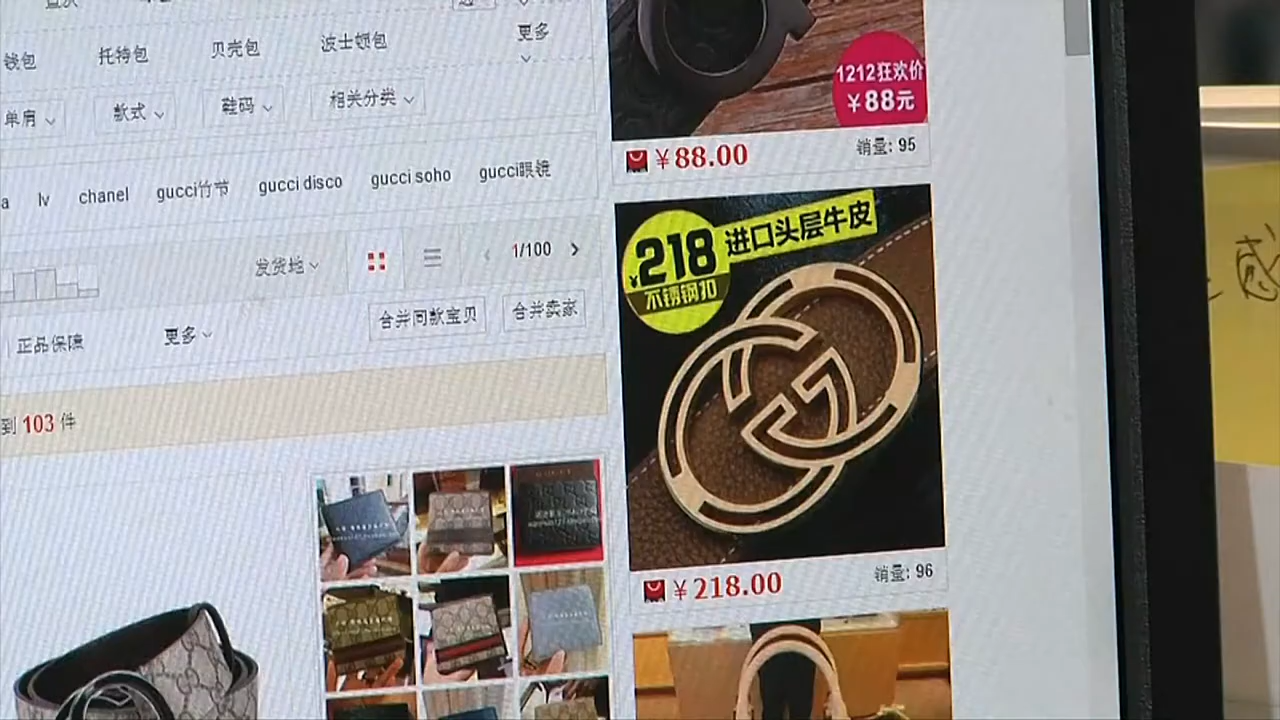 钱包 托特包 贝壳包 波士顿包 更多
单肩 款式 鞋码 相关分类
a lv chanel gucci竹节 gucci disco gucci soho gucci眼镜
发货地 1/100
合并同款宝贝 合并卖家
正品保障 更多
到 103 件
1212狂欢价
¥88元
¥88.00 销量: 95
¥218 进口头层牛皮
不锈钢扣
¥218.00 销量: 96